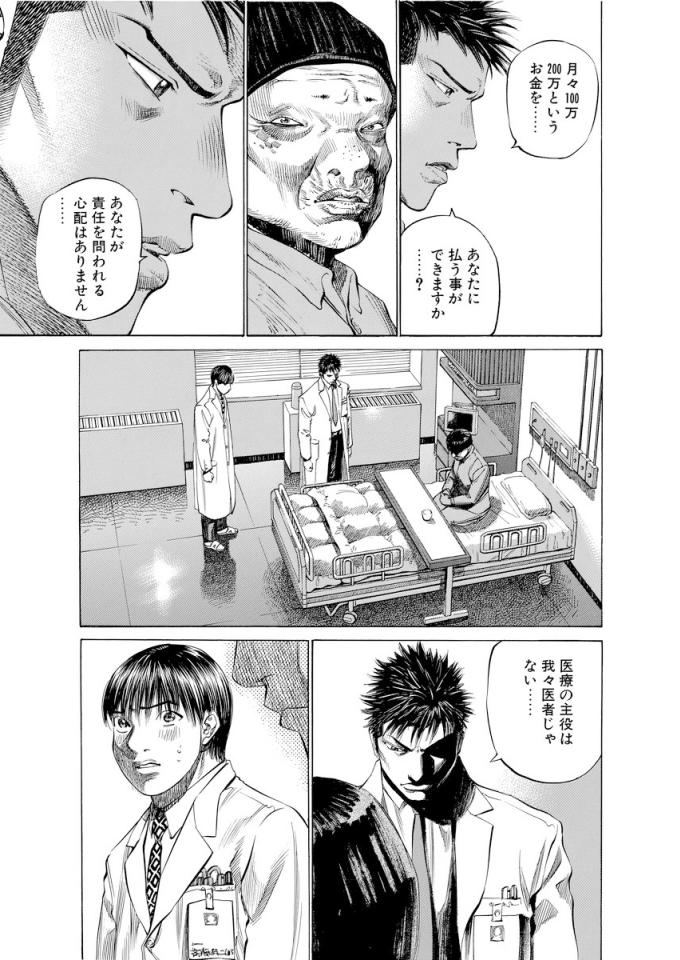 月々100万
200万という
お金を……
あなたに
払う事が
できますか
……?
あなたが
責任を問われる
心配はありません
……
医療の主役は
我々医者じゃ
ない……